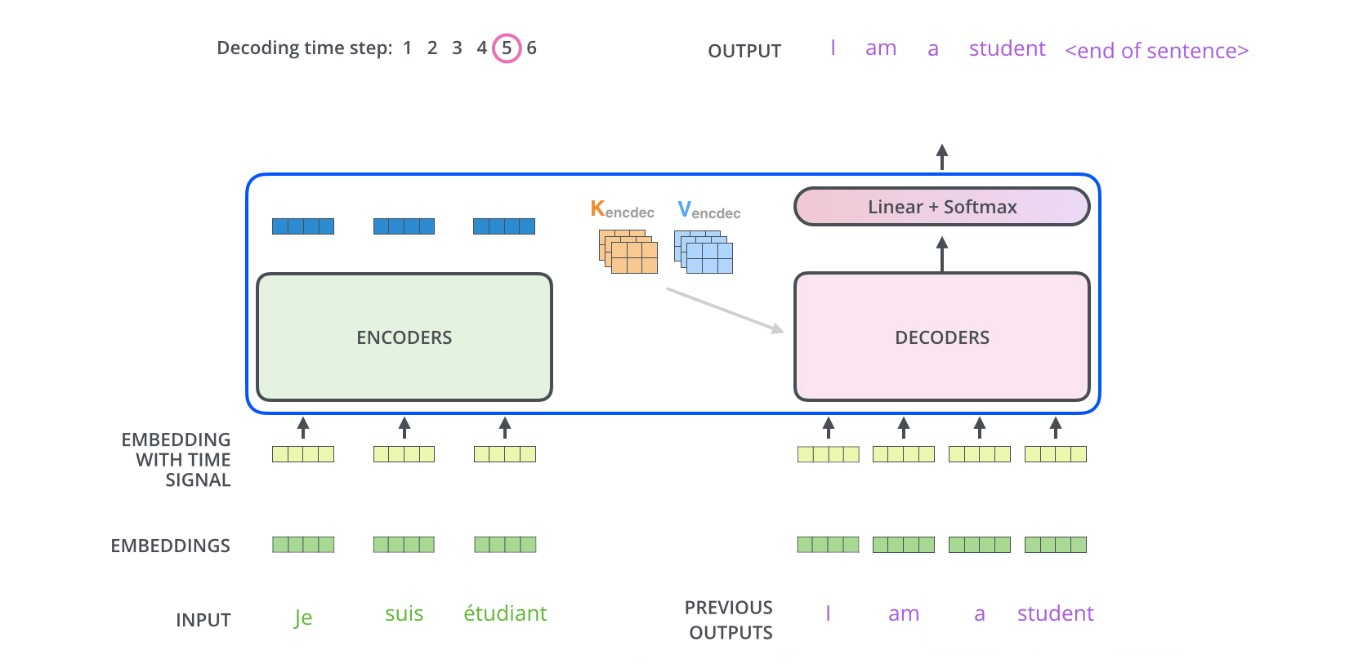 Decoding time step: 1 2 3 4 5 6
OUTPUT I am a student <end of sentence>
Kencdec Vencdec
Linear + Softmax
ENCODERS
DECODERS
EMBEDDING
WITH TIME
SIGNAL
EMBEDDINGS
INPUT Je suis étudiant
PREVIOUS
OUTPUTS
I am a student